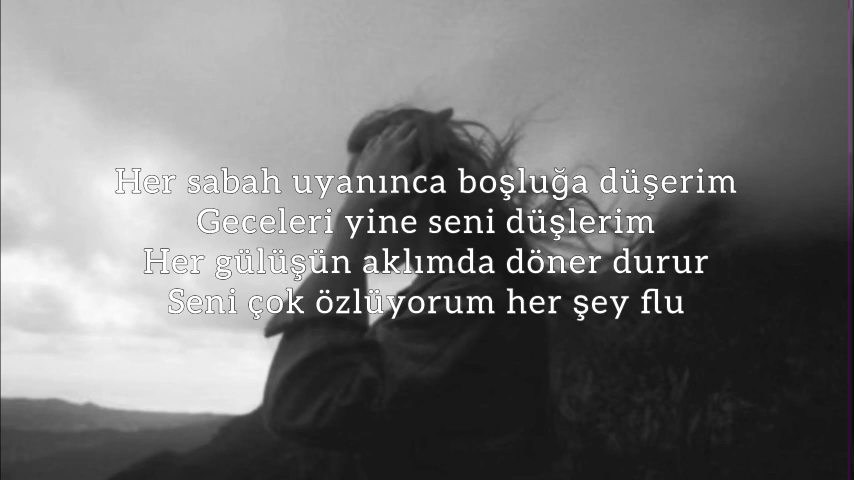 Her sabah uyanınca boşluğa düşerim
Geceleri yine seni düşlerim
Her gülüşün aklımda döner durur
Seni çok özlüyorum her şey flu